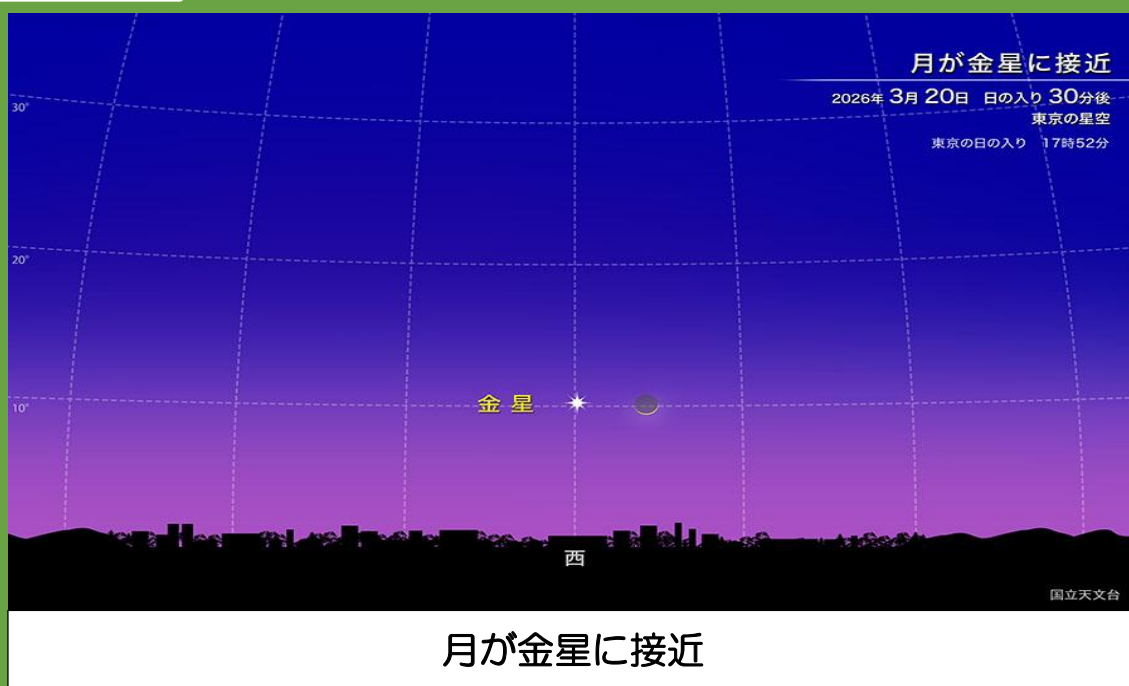 月が金星に接近
2026年 3月 20日 日の入り 30分後
東京の星空
東京の日の入り 17時52分
30°
20°
10°
金星
西
国立天文台
月が金星に接近